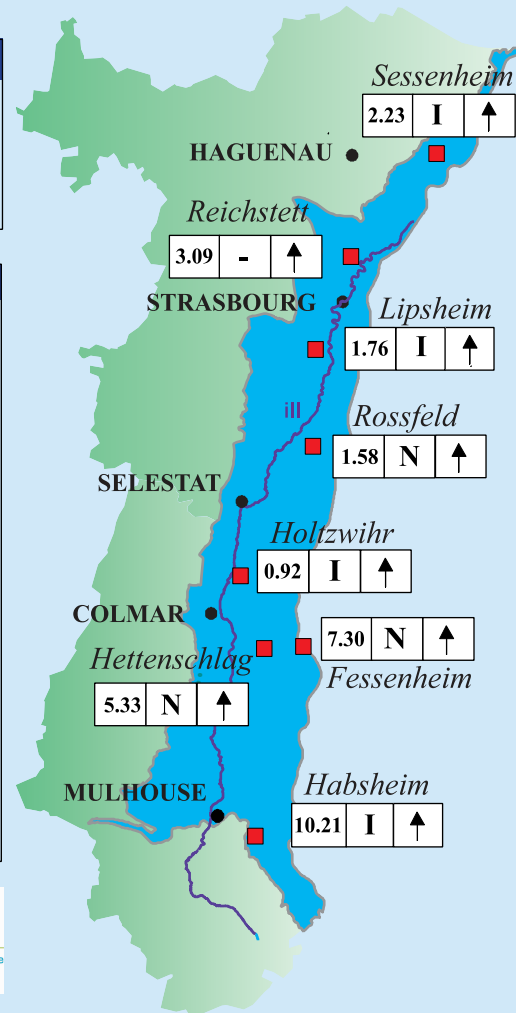 Sessenheim
2.23 I ↑
HAGUENAU
Reichstett
3.09 - ↑
STRASBOURG
Lipsheim
1.76 I ↑
ill
Rossfeld
1.58 N ↑
SELESTAT
Holtzwihr
0.92 I ↑
COLMAR
7.30 N ↑
Hettenschlag
Fessenheim
5.33 N ↑
MULHOUSE
Habsheim
10.21 I ↑
e